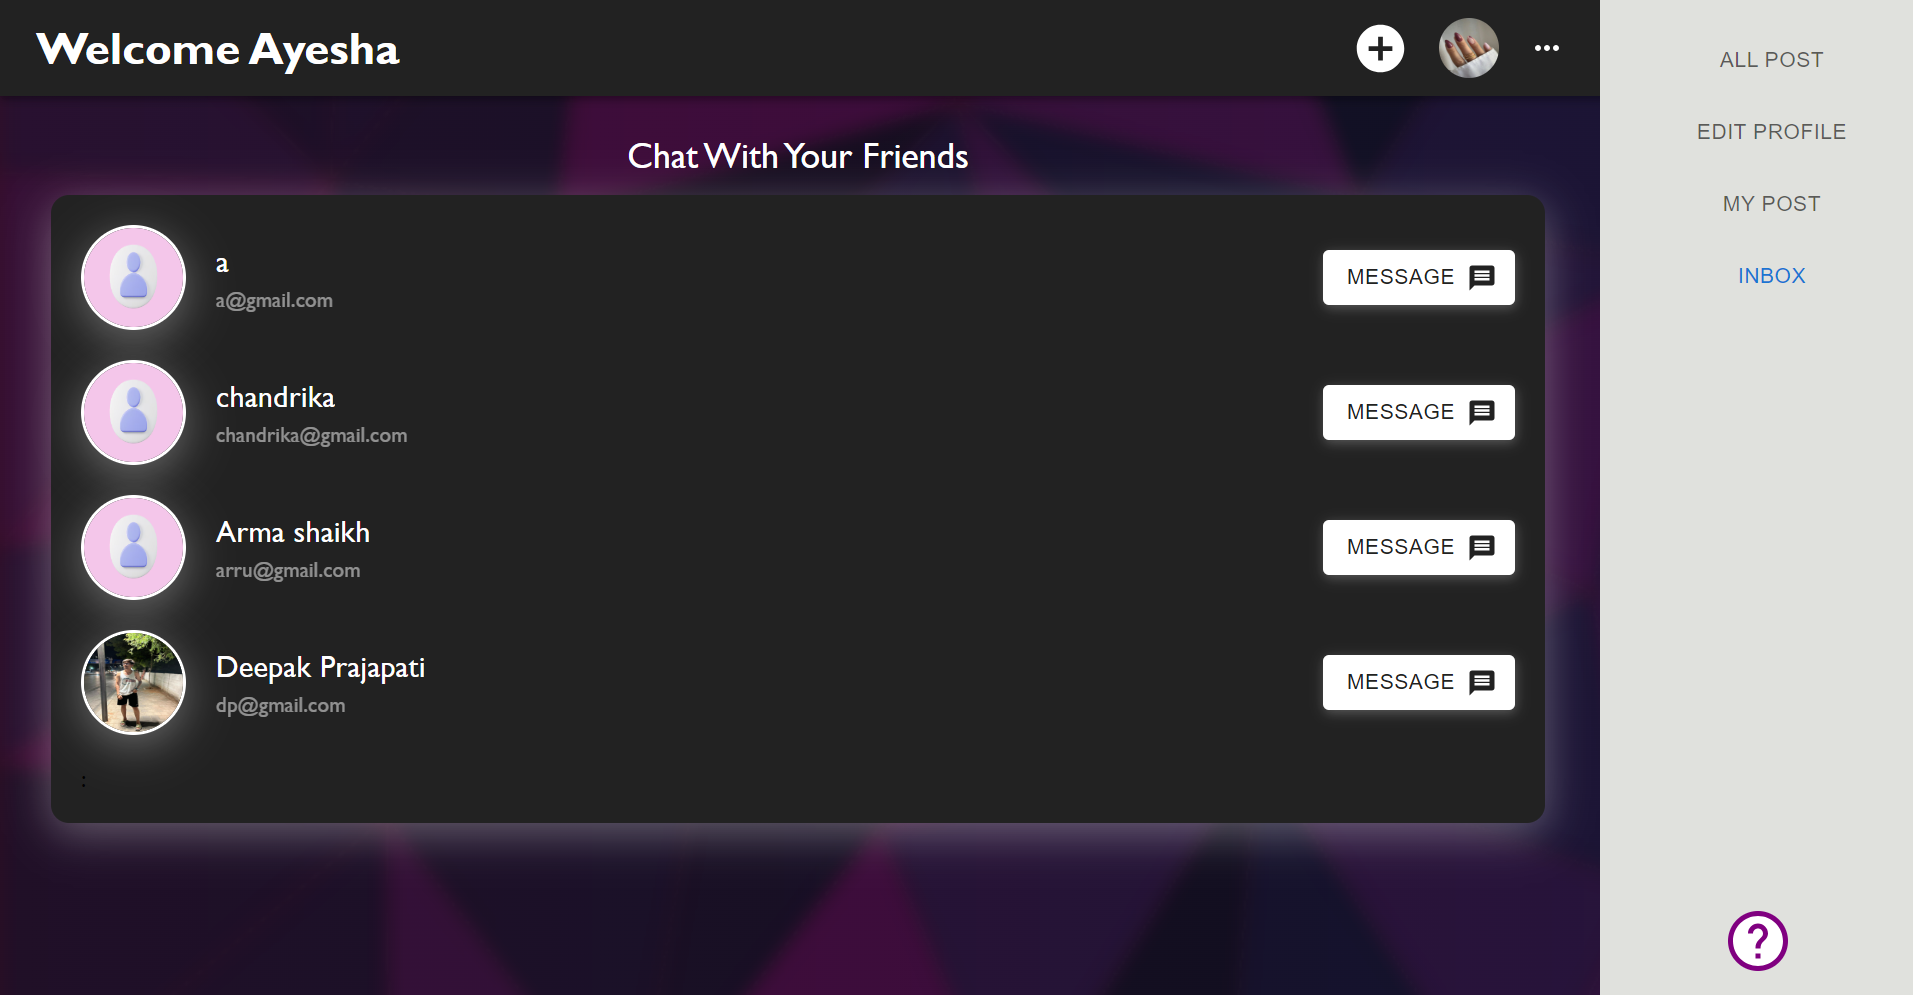 Welcome Ayesha
Chat With Your Friends
a
a@gmail.com
MESSAGE
chandrika
chandrika@gmail.com
MESSAGE
Arma shaikh
arru@gmail.com
MESSAGE
Deepak Prajapati
dp@gmail.com
MESSAGE
:
ALL POST
EDIT PROFILE
MY POST
INBOX
?